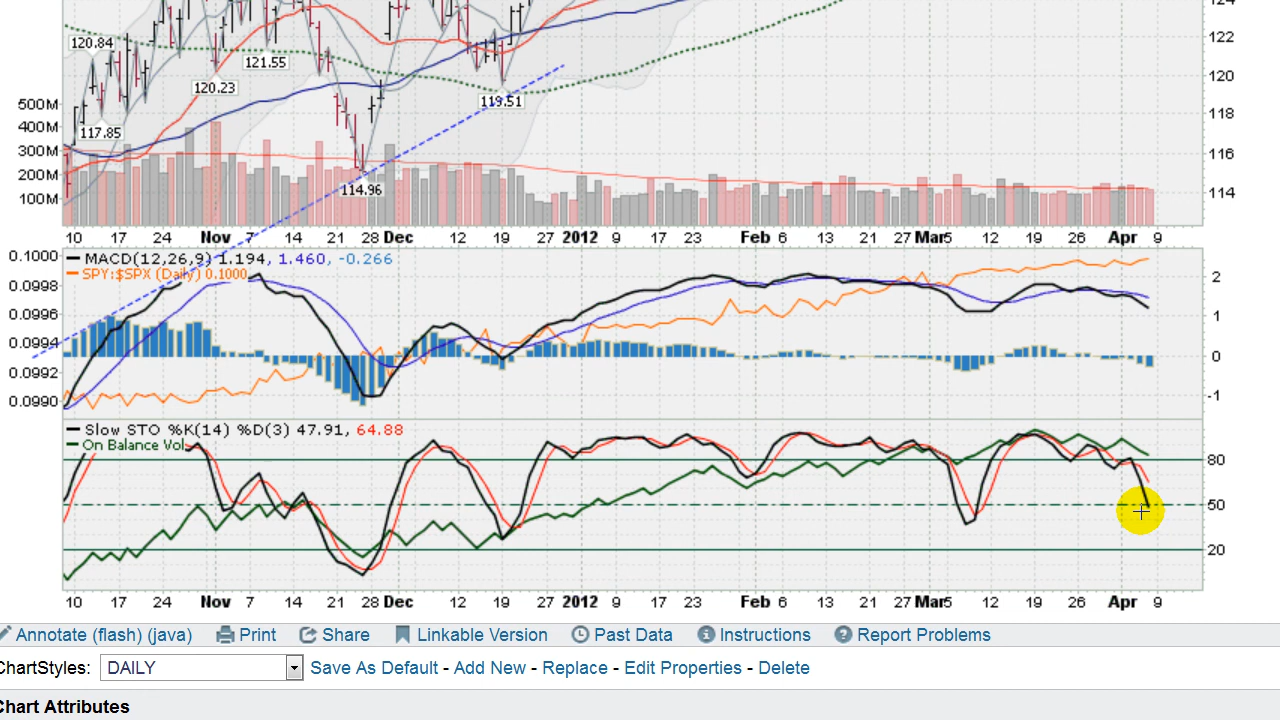 124
120.84
122
121.55
120
120.23
119.51
500M
118
400M
117.85
300M
116
200M
114.96
114
100M
10 17 24 Nov 7 14 21 28 Dec 12 19 27 2012 9 17 23 Feb 6 13 21 27 Mar5 12 19 26 Apr 9
0.1000 MACD(12,26,9) 1.194, 1.460, -0.266
SPY:$SPX (Daily) 0.1000
0.0998 2
0.0996 1
0.0994 0
0.0992
0.0990 -1
Slow STO %K(14) %D(3) 47.91, 64.88
On Balance Vol
80
50
20
10 17 24 Nov 7 14 21 28 Dec 12 19 27 2012 9 17 23 Feb 6 13 21 27 Mar5 12 19 26 Apr 9
Annotate (flash) (java) Print Share Linkable Version Past Data Instructions Report Problems
ChartStyles: DAILY Save As Default - Add New - Replace - Edit Properties - Delete
Chart Attributes